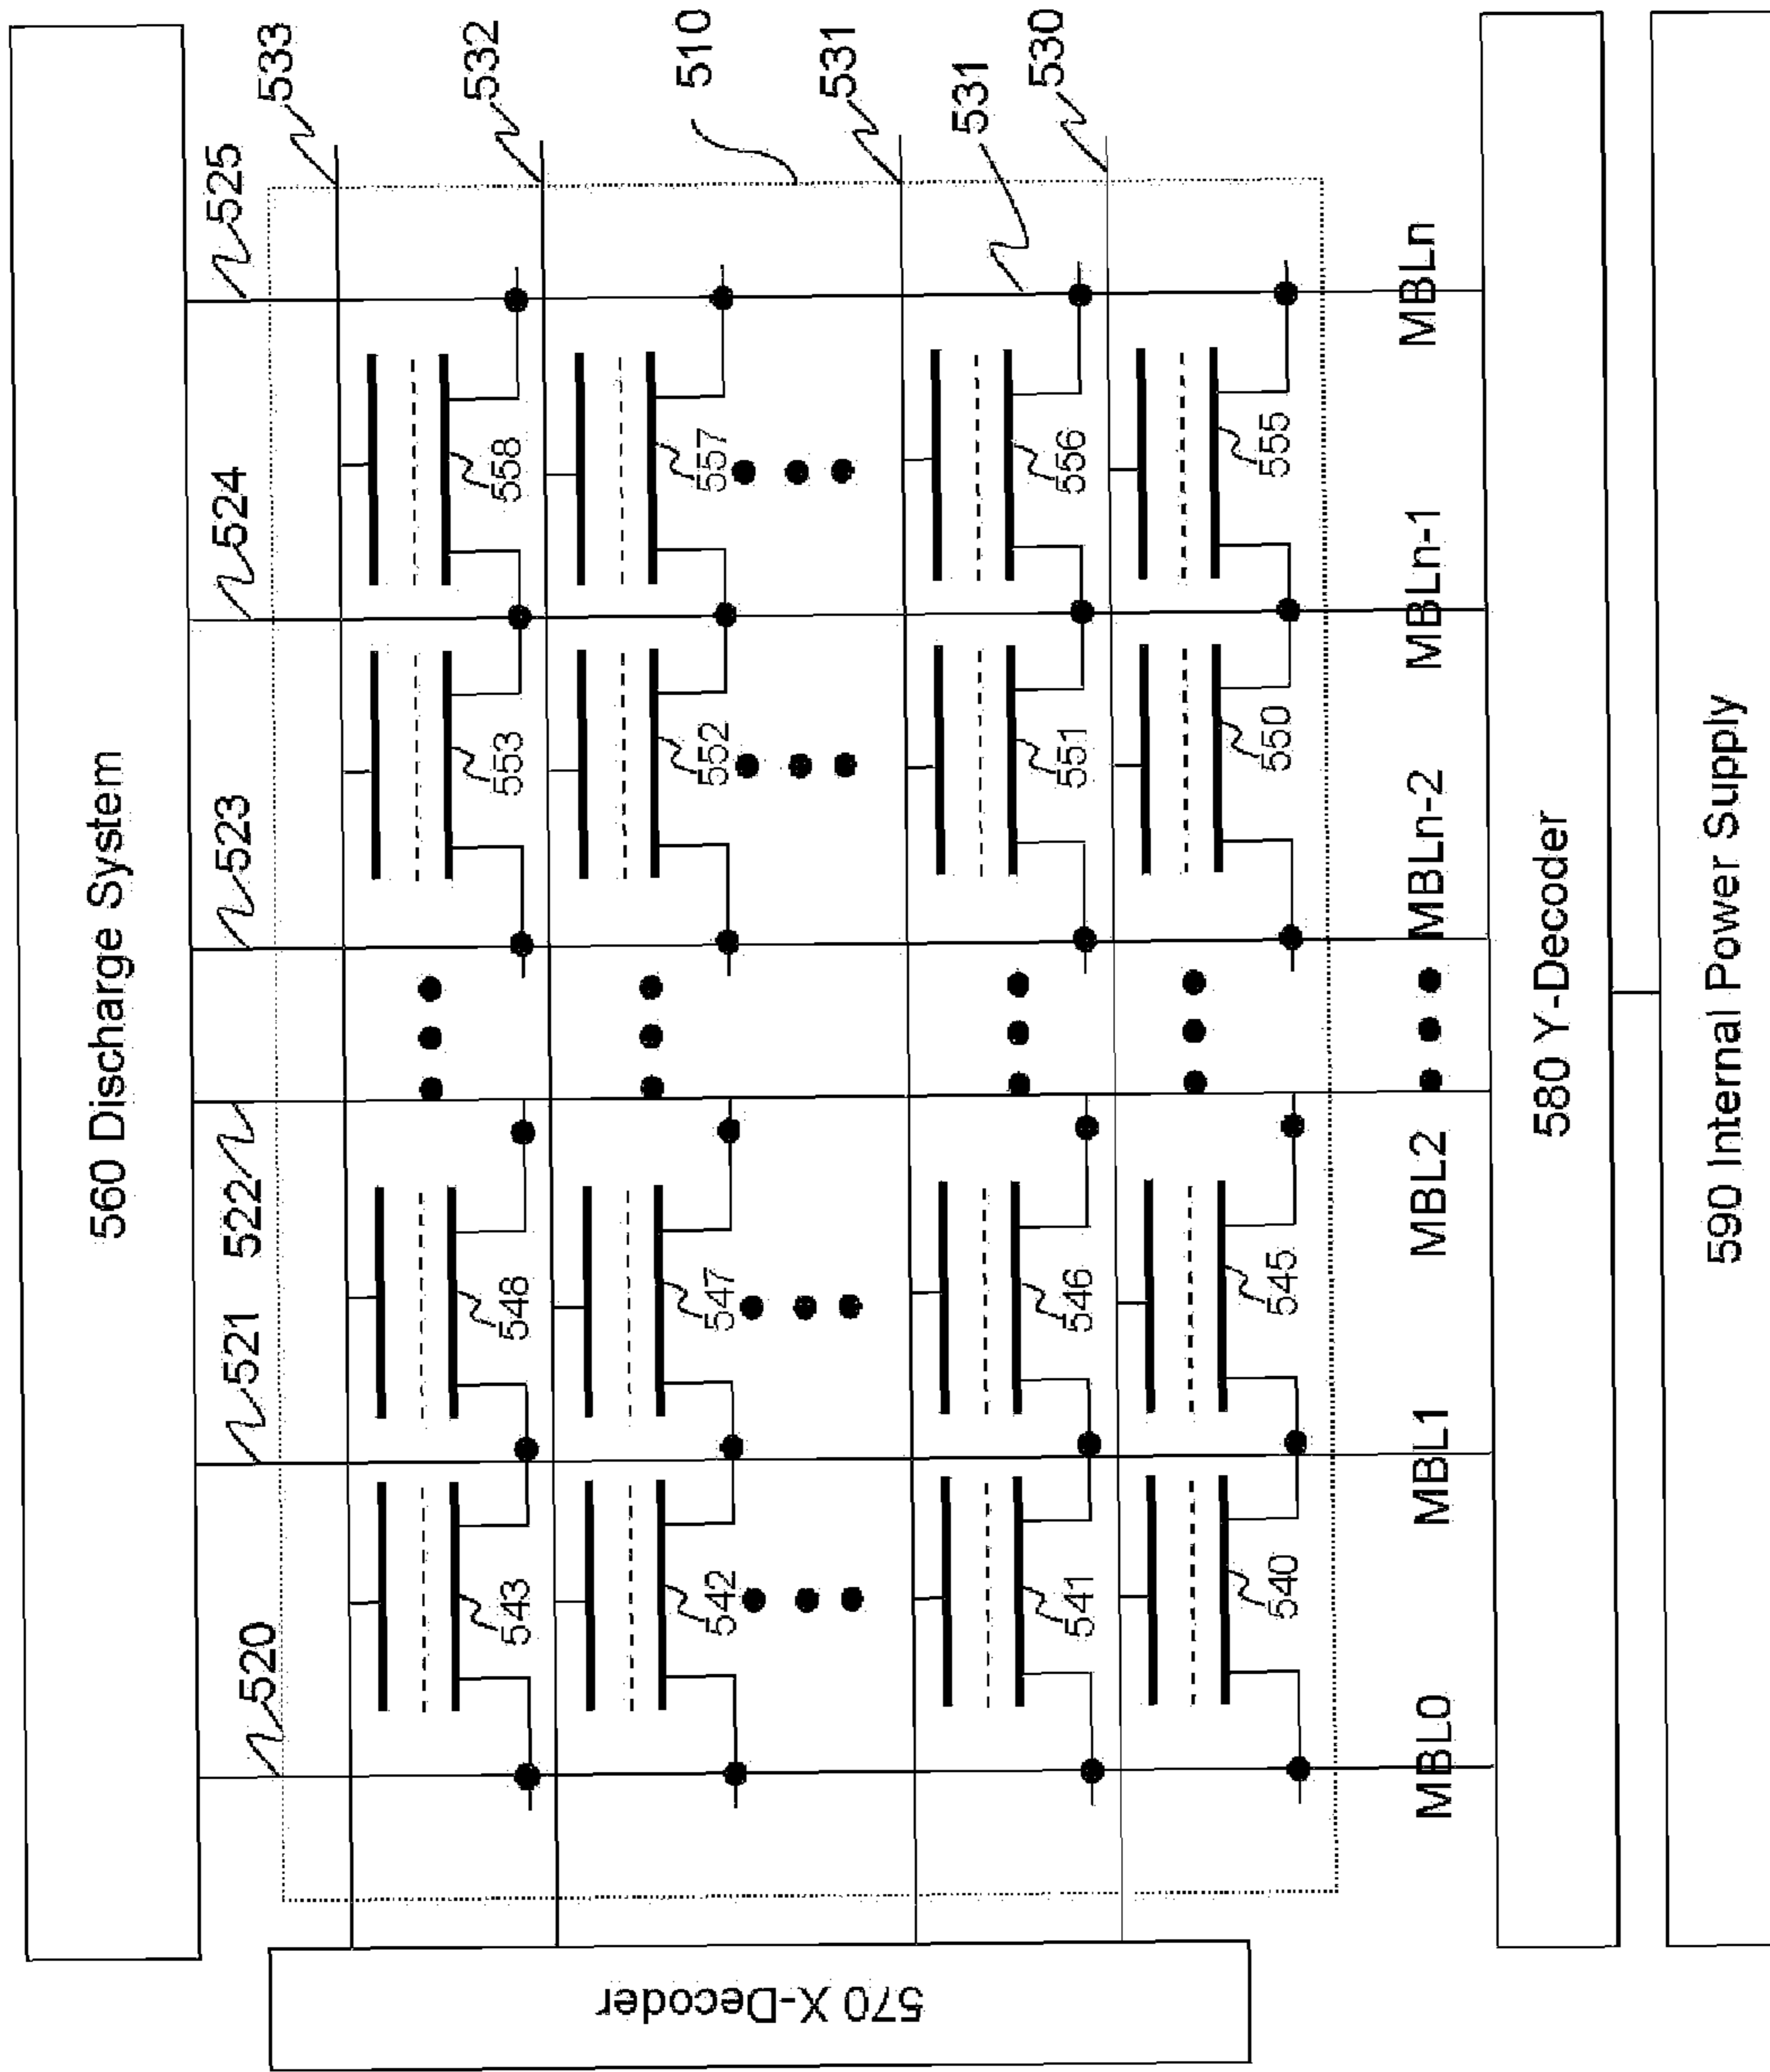 560 Discharge System
520
521
522
523
524
525
533
532
510
531
531
530
543
548
553
558
542
547
552
557
541
546
551
556
540
545
550
555
MBL0
MBL1
MBL2
MBLn-2
MBLn-1
MBLn
570 X-Decoder
580 Y-Decoder
590 Internal Power Supply